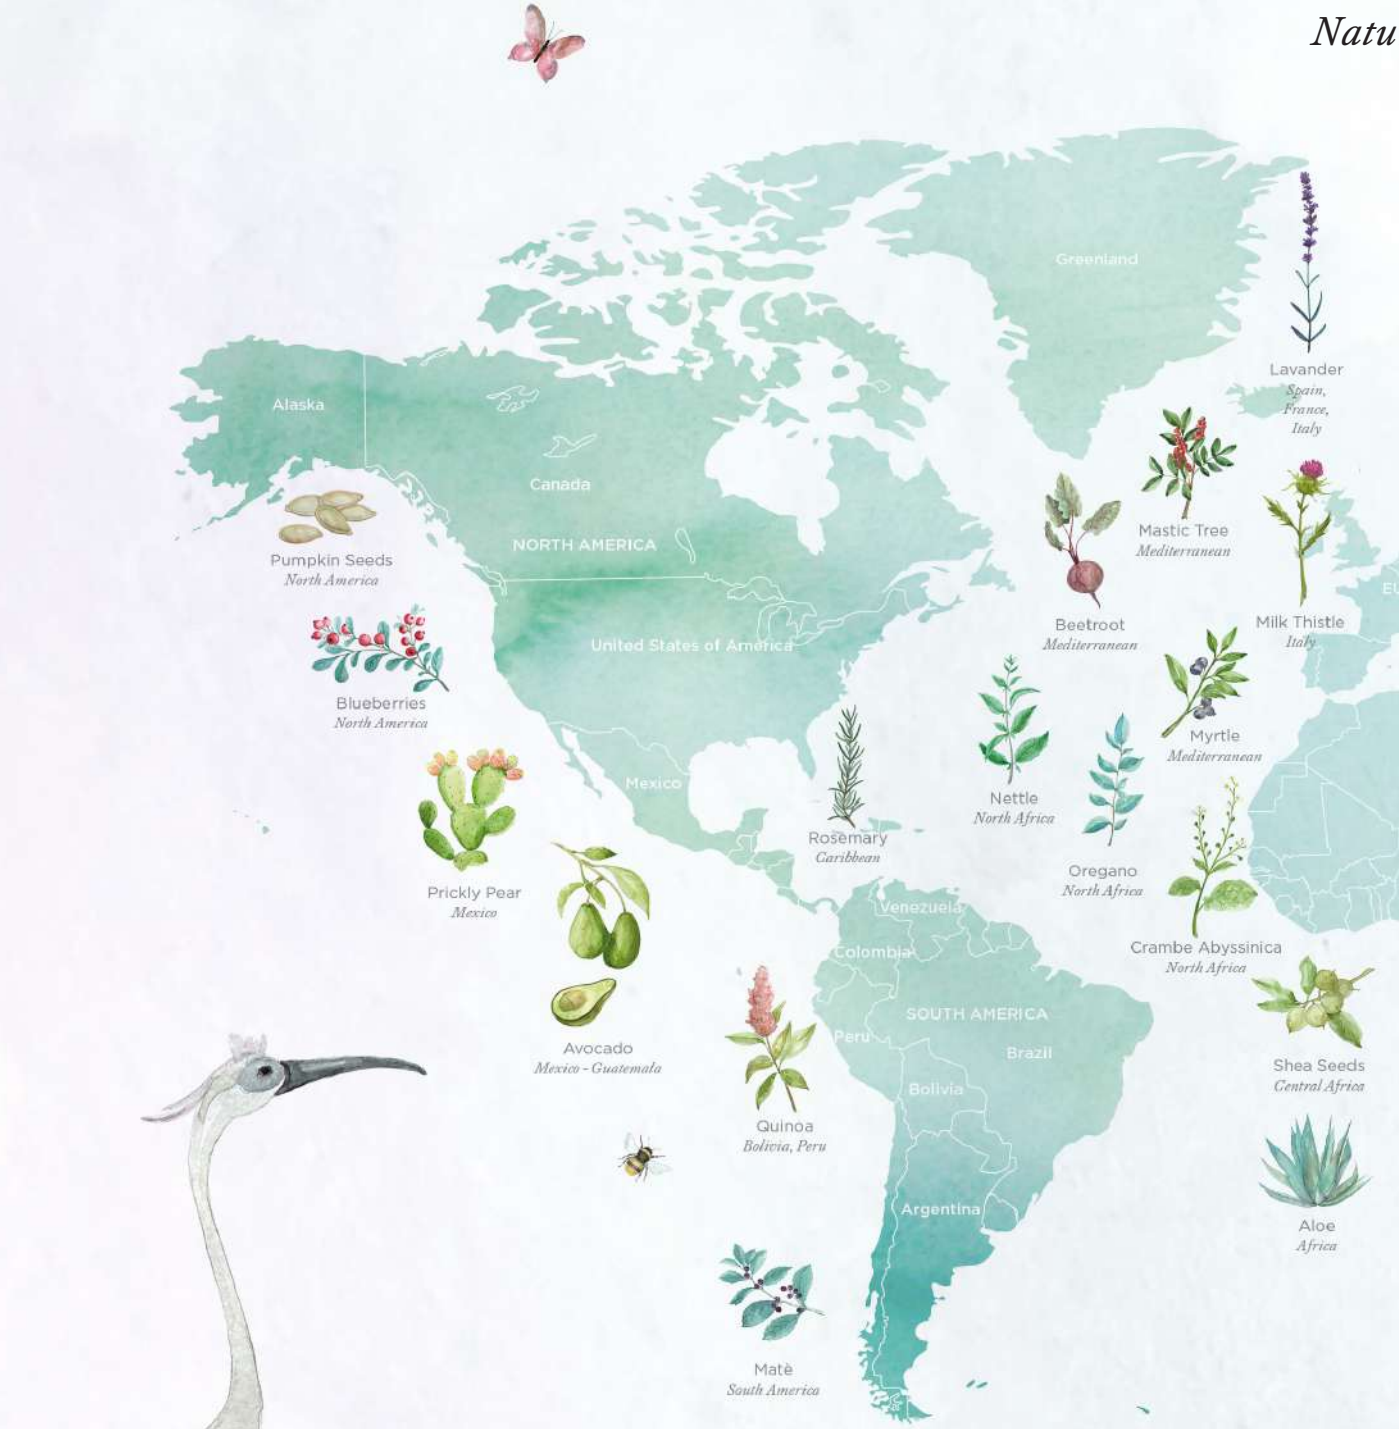 Natu
Greenland
Lavander
Spain,
France,
Italy
Alaska
Canada
NORTH AMERICA
Mastic Tree
Mediterranean
Pumpkin Seeds
North America
Beetroot
Mediterranean
Milk Thistle
Italy
EU
United States of America
Blueberries
North America
Myrtle
Mediterranean
Mexico
Nettle
North Africa
Rosemary
Caribbean
Oregano
North Africa
Prickly Pear
Mexico
Venezuela
Colombia
Crambe Abyssinica
North Africa
SOUTH AMERICA
Peru
Brazil
Avocado
Mexico - Guatemala
Shea Seeds
Central Africa
Bolivia
Quinoa
Bolivia, Peru
Argentina
Aloe
Africa
Matè
South America